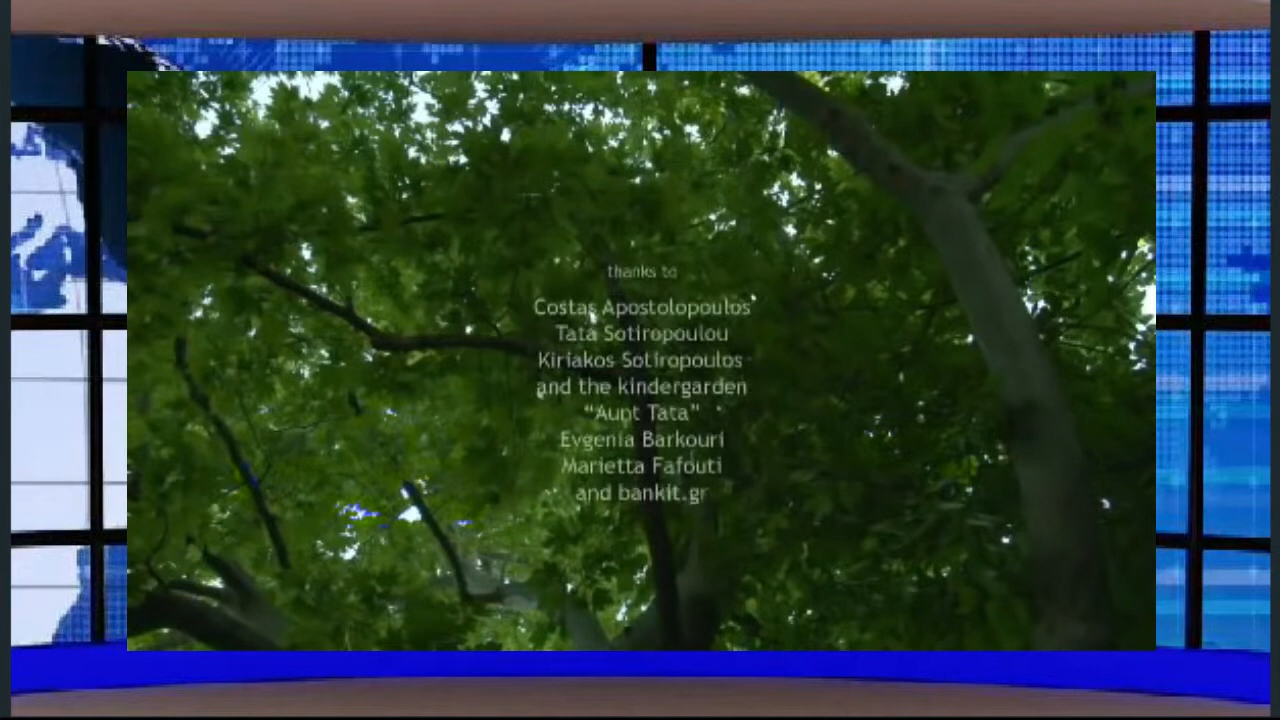 thanks to
Costas Apostolopoulos
Tata Sotiropoulou
Kiriakos Sotiropoulos
and the kindergarden
“Aunt Tata”
Evgenia Barkouri
Marietta Fafouti
and bankit.gr